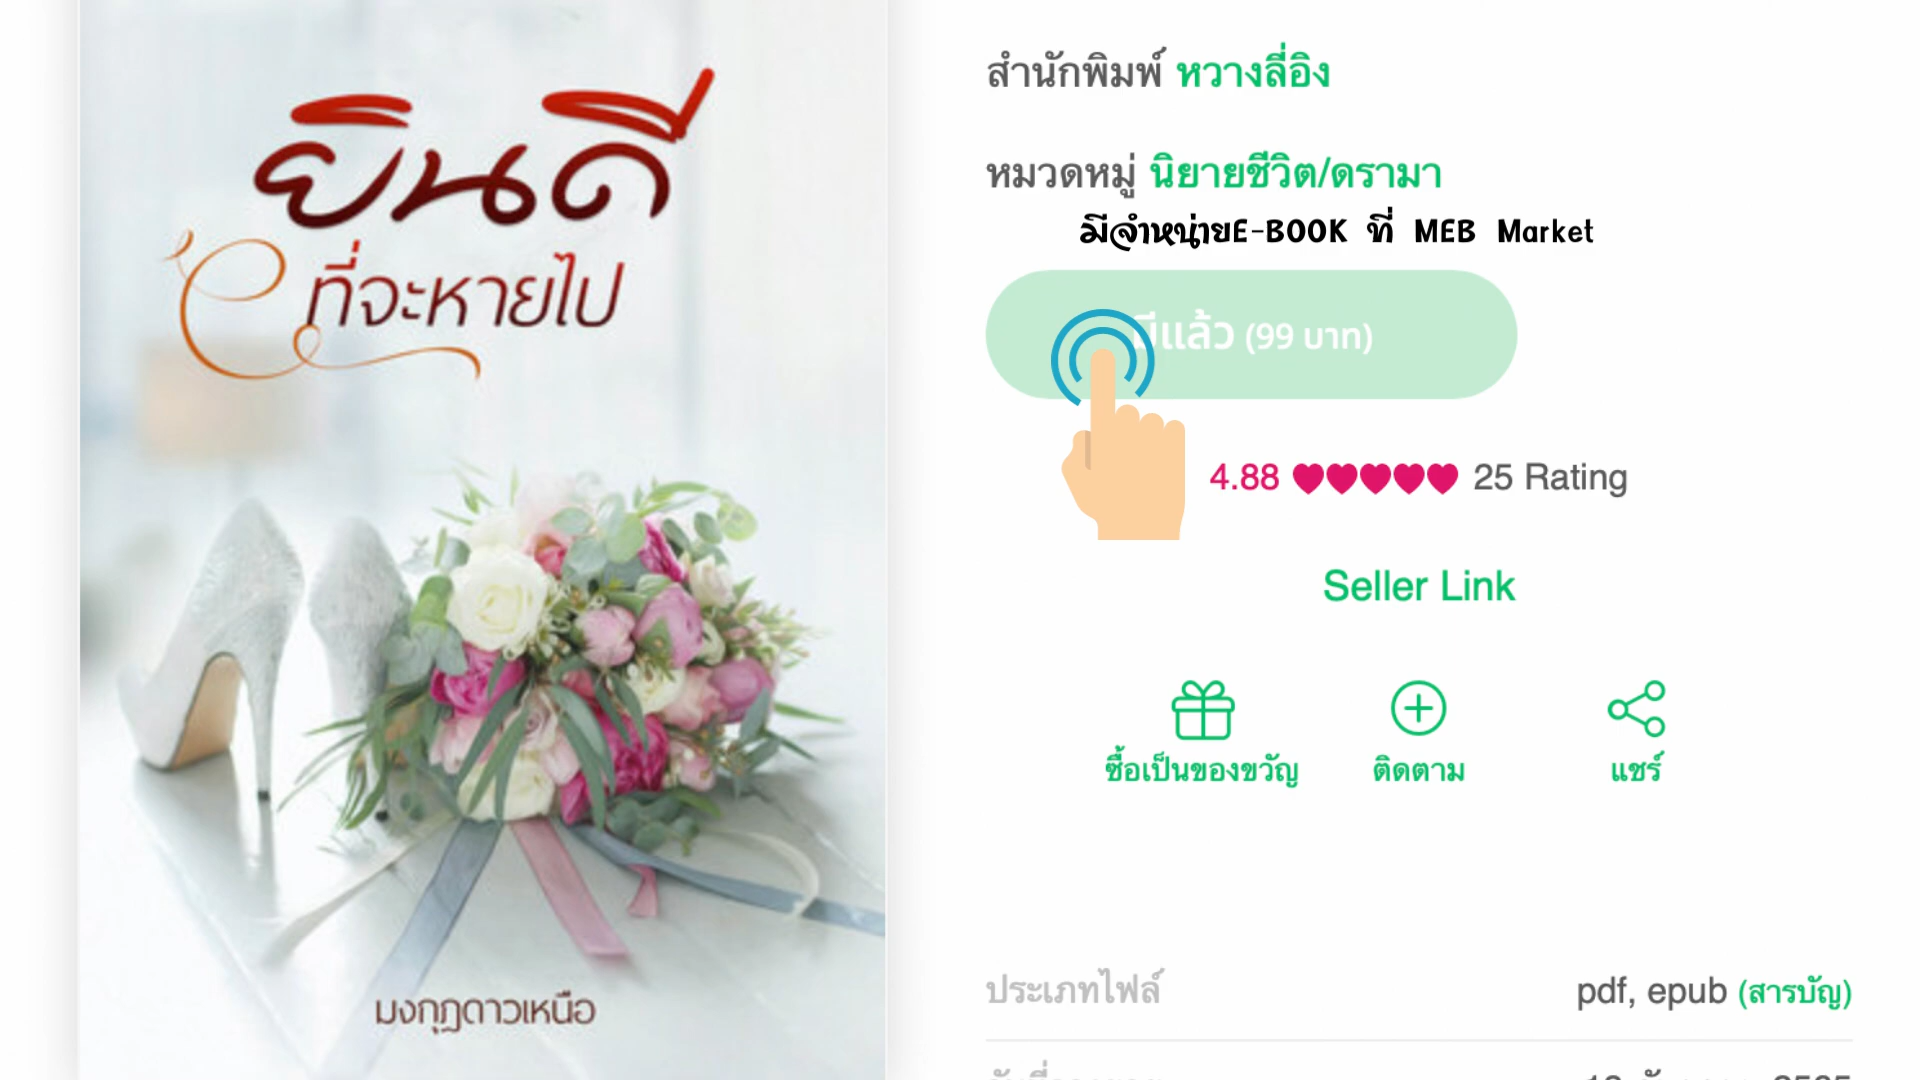 ยินดี
ที่จะหายไป
มงกุฎดาวเหนือ
สำนักพิมพ์ หวางลี่อิง
หมวดหมู่ นิยายชีวิต/ดรามา
มีจำหน่ายE-BOOK ที่ MEB Market
มีแล้ว (99 บาท)
4.88 25 Rating
Seller Link
ซื้อเป็นของขวัญ ติดตาม แชร์
ประเภทไฟล์ pdf, epub (สารบัญ)